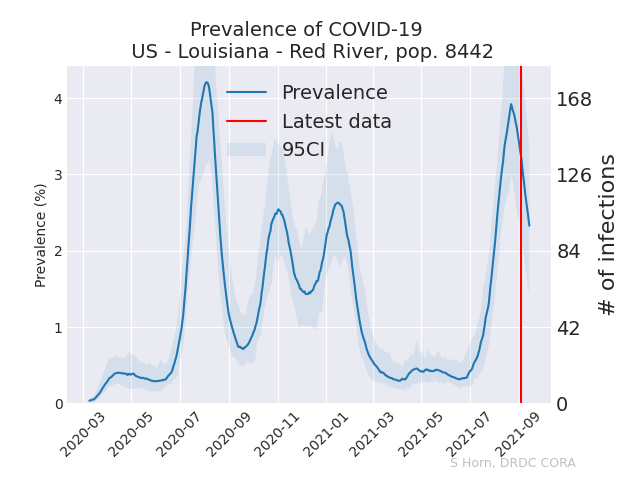 Prevalence of COVID-19
US - Louisiana - Red River, pop. 8442
Prevalence
Latest data
95CI
Prevalence (%)
4
3
2
1
0
168
126
84
42
0
# of infections
2020-03
2020-05
2020-07
2020-09
2020-11
2021-01
2021-03
2021-05
2021-07
2021-09
S Horn, DRDC CORA